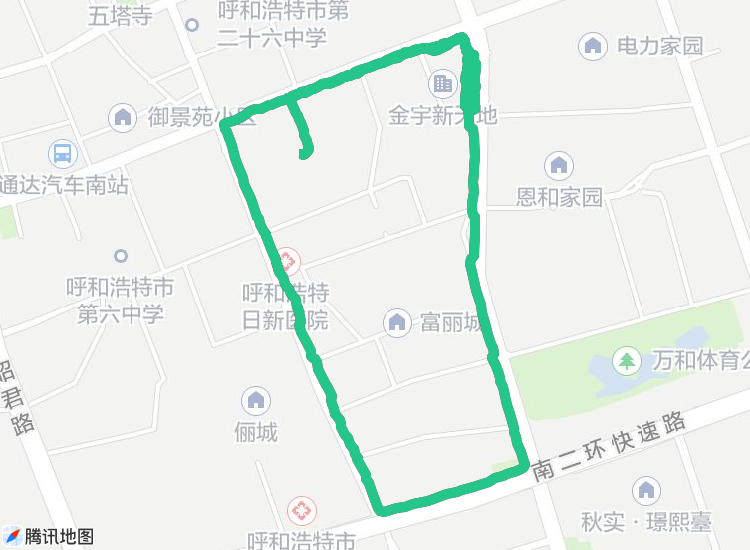 五塔寺
呼和浩特市第
二十六中学
电力家园
御景苑小区
金宇新天地
通达汽车南站
恩和家园
呼和浩特市
第六中学
呼和浩特
日新医院
富丽城
万和体育公
昭君路
俪城
南二环快速路
秋实·璟熙臺
呼和浩特市
腾讯地图